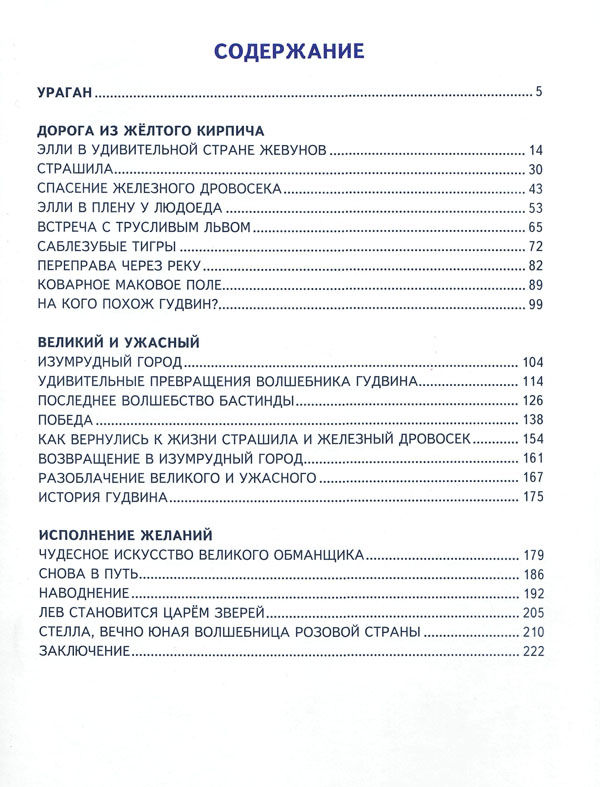 СОДЕРЖАНИЕ
УРАГАН 5
ДОРОГА ИЗ ЖЁЛТОГО КИРПИЧА
ЭЛЛИ В УДИВИТЕЛЬНОЙ СТРАНЕ ЖЕВУНОВ 14
СТРАШИЛА 30
СПАСЕНИЕ ЖЕЛЕЗНОГО ДРОВОСЕКА 43
ЭЛЛИ В ПЛЕНУ У ЛЮДОЕДА 53
ВСТРЕЧА С ТРУСЛИВЫМ ЛЬВОМ 65
САБЛЕЗУБЫЕ ТИГРЫ 72
ПЕРЕПРАВА ЧЕРЕЗ РЕКУ 82
КОВАРНОЕ МАКОВОЕ ПОЛЕ 89
НА КОГО ПОХОЖ ГУДВИН? 99
ВЕЛИКИЙ И УЖАСНЫЙ
ИЗУМРУДНЫЙ ГОРОД 104
УДИВИТЕЛЬНЫЕ ПРЕВРАЩЕНИЯ ВОЛШЕБНИКА ГУДВИНА 114
ПОСЛЕДНЕЕ ВОЛШЕБСТВО БАСТИНДЫ 126
ПОБЕДА 138
КАК ВЕРНУЛИСЬ К ЖИЗНИ СТРАШИЛА И ЖЕЛЕЗНЫЙ ДРОВОСЕК 154
ВОЗВРАЩЕНИЕ В ИЗУМРУДНЫЙ ГОРОД 161
РАЗОБЛАЧЕНИЕ ВЕЛИКОГО И УЖАСНОГО 167
ИСТОРИЯ ГУДВИНА 175
ИСПОЛНЕНИЕ ЖЕЛАНИЙ
ЧУДЕСНОЕ ИСКУССТВО ВЕЛИКОГО ОБМАНЩИКА 179
СНОВА В ПУТЬ 186
НАВОДНЕНИЕ 192
ЛЕВ СТАНОВИТСЯ ЦАРЁМ ЗВЕРЕЙ 205
СТЕЛЛА, ВЕЧНО ЮНАЯ ВОЛШЕБНИЦА РОЗОВОЙ СТРАНЫ 210
ЗАКЛЮЧЕНИЕ 222